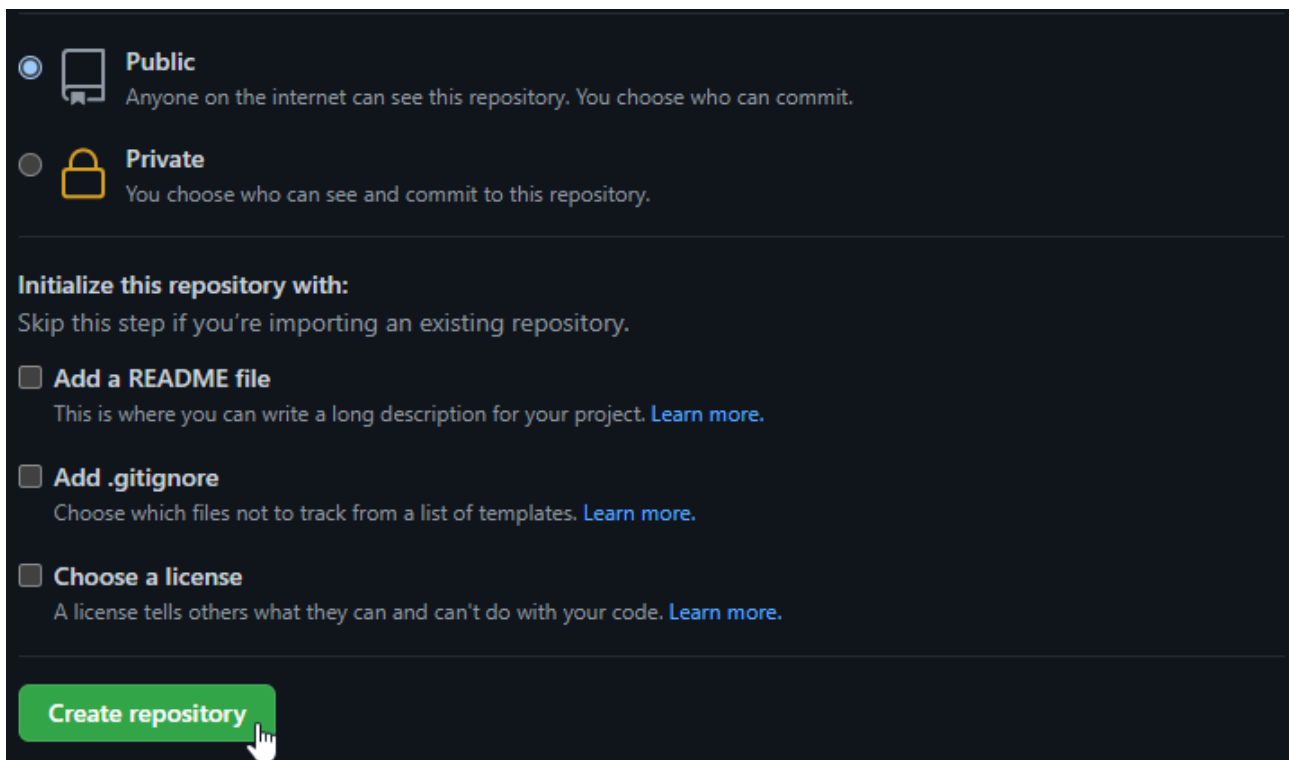 Public
Anyone on the internet can see this repository. You choose who can commit.
Private
You choose who can see and commit to this repository.
Initialize this repository with:
Skip this step if you’re importing an existing repository.
Add a README file
This is where you can write a long description for your project. Learn more.
Add .gitignore
Choose which files not to track from a list of templates. Learn more.
Choose a license
A license tells others what they can and can't do with your code. Learn more.
Create repository